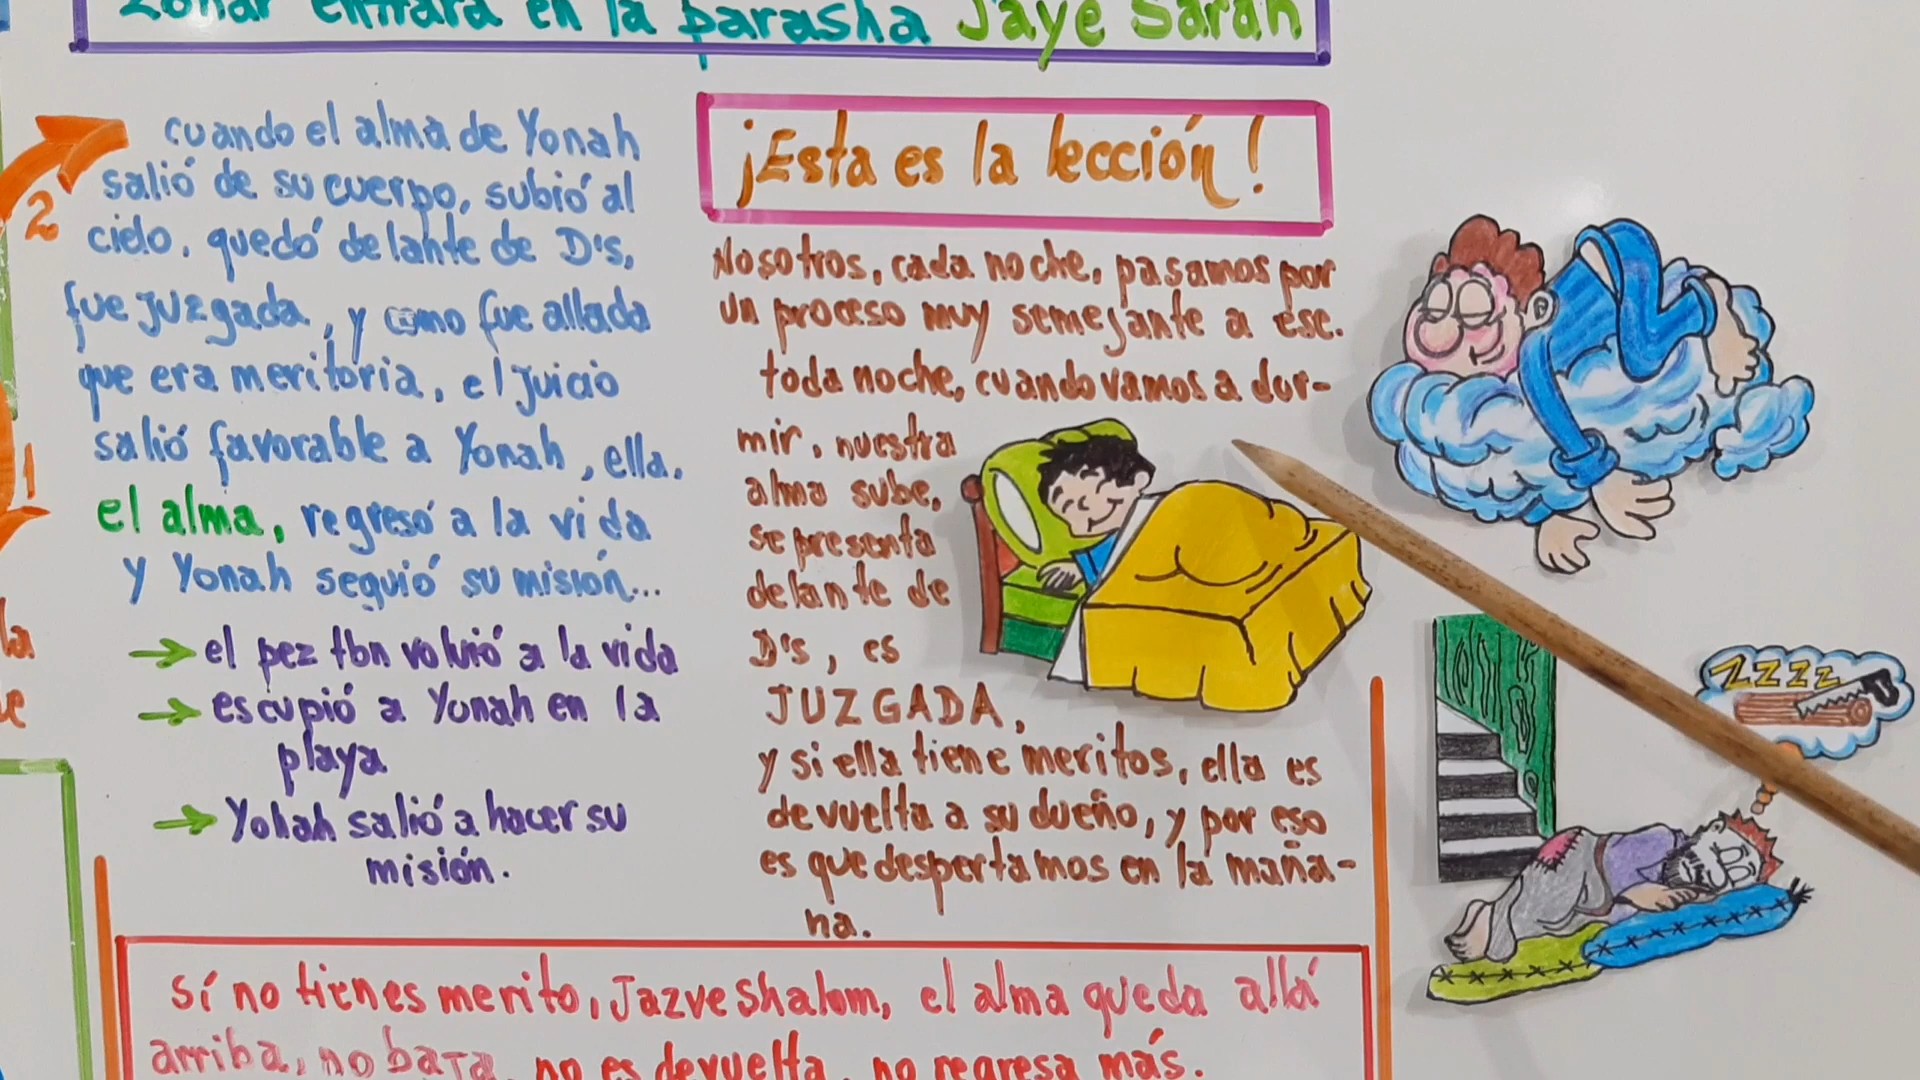 Zohar entrara en la parasha Jaye Sarah
2
cuando el alma de Yonah
salió de su cuerpo, subió al
cielo, quedó delante de D's,
fue juzgada, y como fue allada
que era meritoria, el juicio
salió favorable a Yonah, ella,
el alma, regresó a la vida
y Yonah seguió su misión...
→ el pez tbn volvió a la vida
→ escupió a Yonah en la
playa
→ Yonah salió a hacer su
misión.
1
¡Esta es la lección!
Nosotros, cada noche, pasamos por
un proceso muy semejante a ese.
toda noche, cuando vamos a dor-
mir, nuestra
alma sube,
se presenta
delante de
D's, es
JUZGADA,
y si ella tiene meritos, ella es
devuelta a su dueño, y por eso
es que despertamos en la maña-
na.
ZZZZ
sí no tienes merito, Jazveshalom, el alma queda allá
arriba, no baja, no es devuelta, no regresa más.